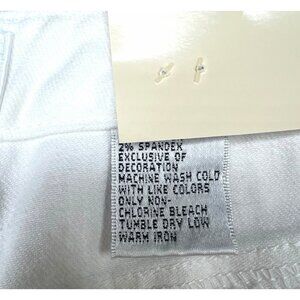 2% SPANDEX
EXCLUSIVE OF
DECORATION
MACHINE WASH COLD
WITH LIKE COLORS
ONLY NON-
CHLORINE BLEACH
TUMBLE DRY LOW
WARM IRON